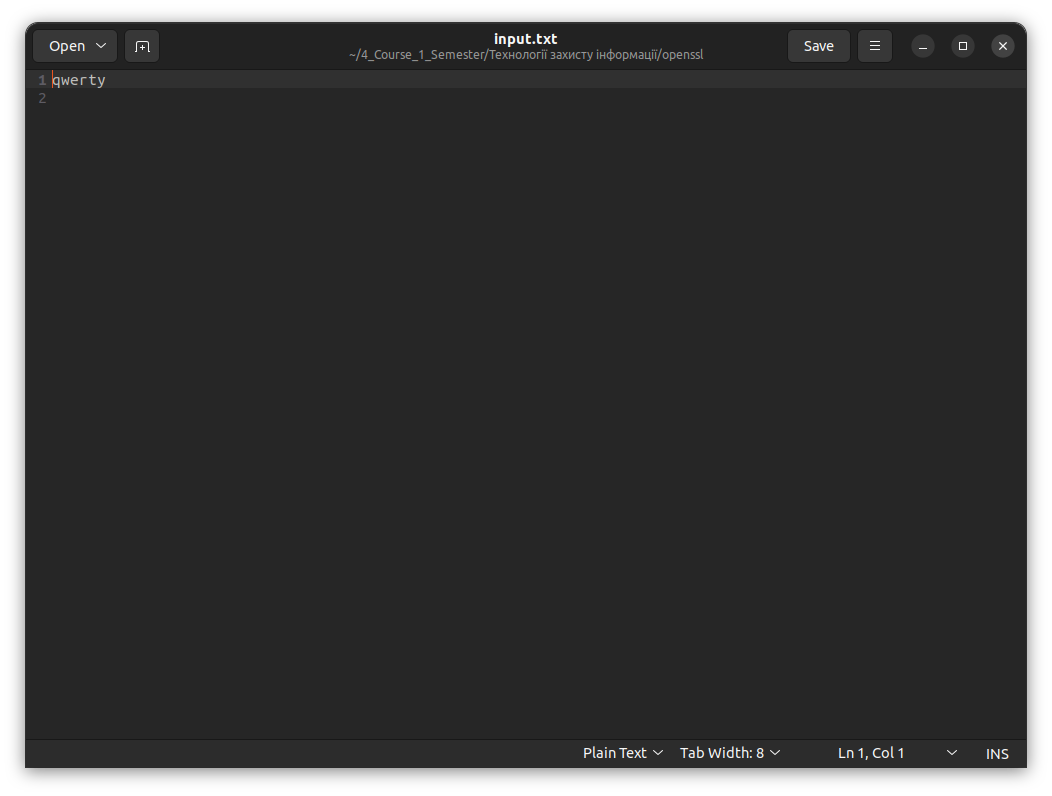 Open
input.txt
~/4_Course_1_Semester/Технології захисту інформації/openssl
Save
1 qwerty
2
Plain Text
Tab Width: 8
Ln 1, Col 1
INS